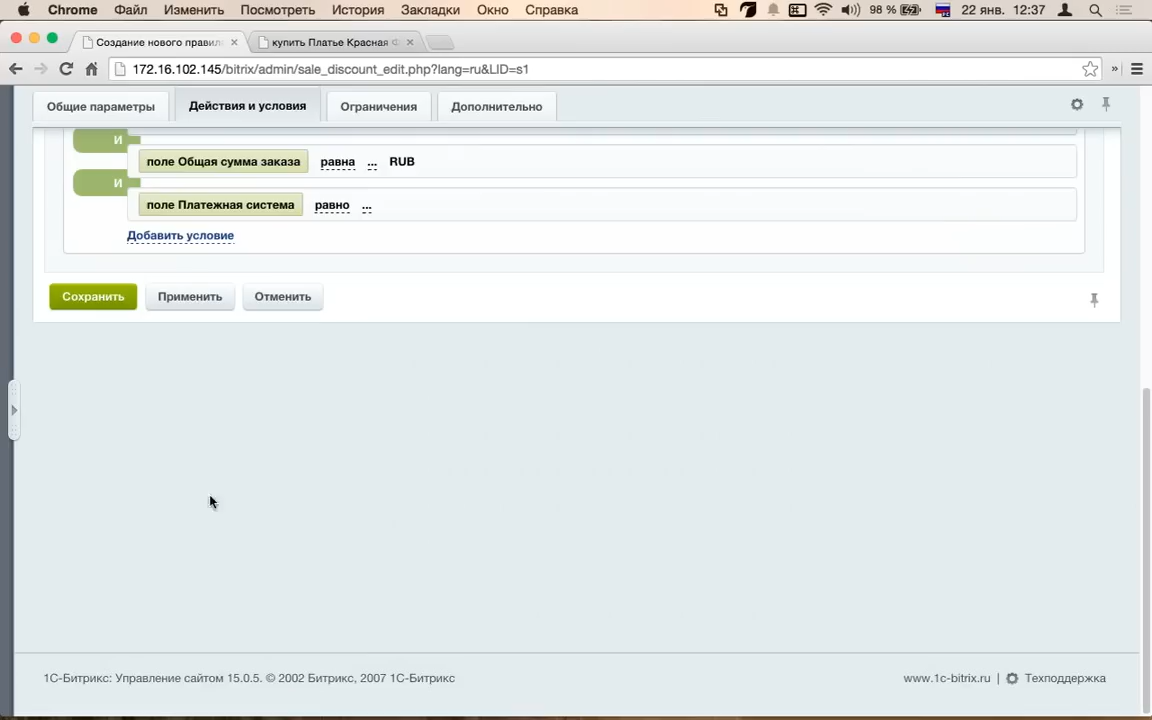 Chrome Файл Изменить Посмотреть История Закладки Окно Справка 98 % 22 янв. 12:37
Создание нового правил купить Платье Красная Ф
172.16.102.145/bitrix/admin/sale_discount_edit.php?lang=ru&LID=s1
Общие параметры Действия и условия Ограничения Дополнительно
И
поле Общая сумма заказа равна ... RUB
И
поле Платежная система равно ...
Добавить условие
Сохранить Применить Отменить
1С-Битрикс: Управление сайтом 15.0.5. © 2002 Битрикс, 2007 1С-Битрикс www.1c-bitrix.ru | Техподдержка